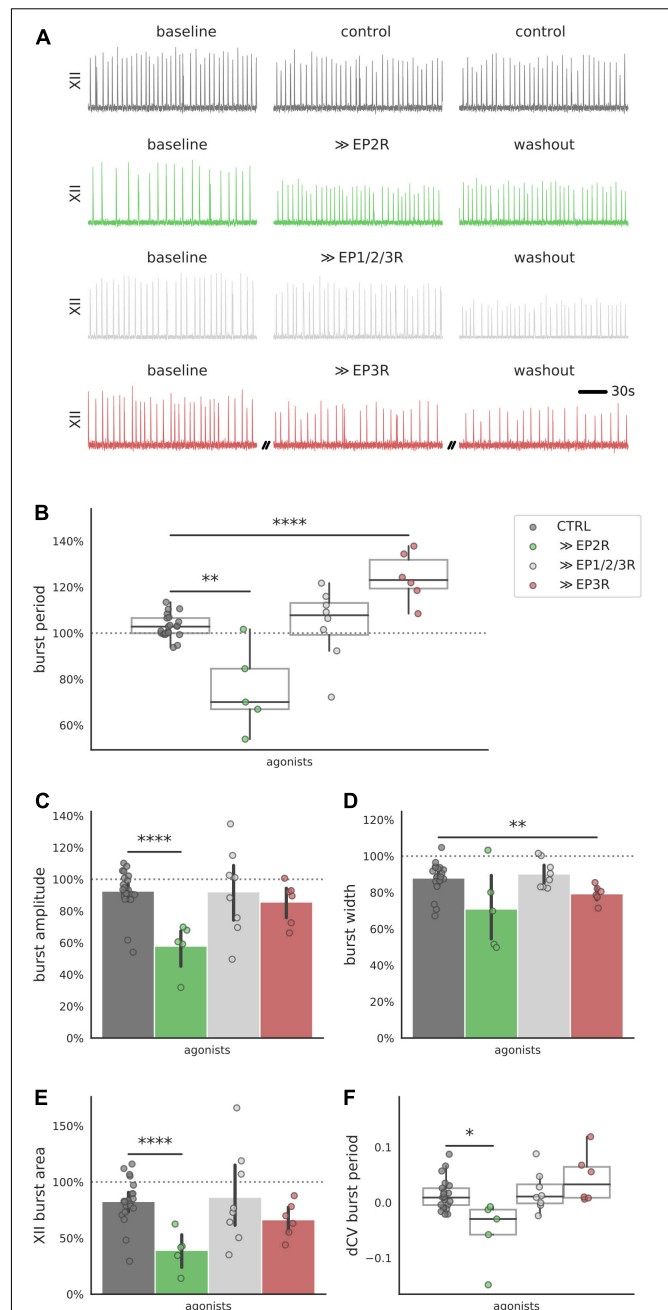 A
baseline control control
XII
baseline ≫ EP2R washout
XII
baseline ≫ EP1/2/3R washout
XII
baseline ≫ EP3R washout
30s
XII
B
****
**
140%
120%
100%
80%
60%
burst period
agonists
CTRL
≫ EP2R
≫ EP1/2/3R
≫ EP3R
C
****
140%
120%
100%
80%
60%
40%
20%
0%
burst amplitude
agonists
D
**
120%
100%
80%
60%
40%
20%
0%
burst width
agonists
E
****
150%
100%
50%
0%
XII burst area
agonists
F
*
0.1
0.0
−0.1
dCV burst period
agonists